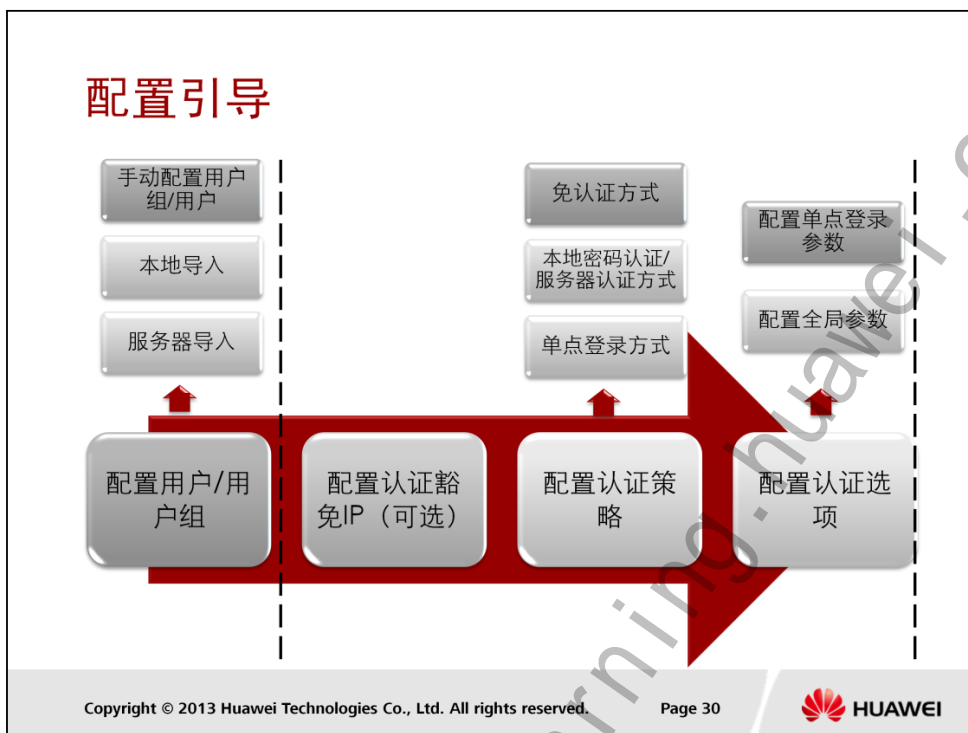 配置引导
手动配置用户
组/用户
本地导入
服务器导入
免认证方式
本地密码认证/
服务器认证方式
单点登录方式
配置单点登录
参数
配置全局参数
配置用户/用
户组
配置认证豁
免IP（可选）
配置认证策
略
配置认证选
项
Copyright © 2013 Huawei Technologies Co., Ltd. All rights reserved.
Page 30
HUAWEI
rning.huawei.c